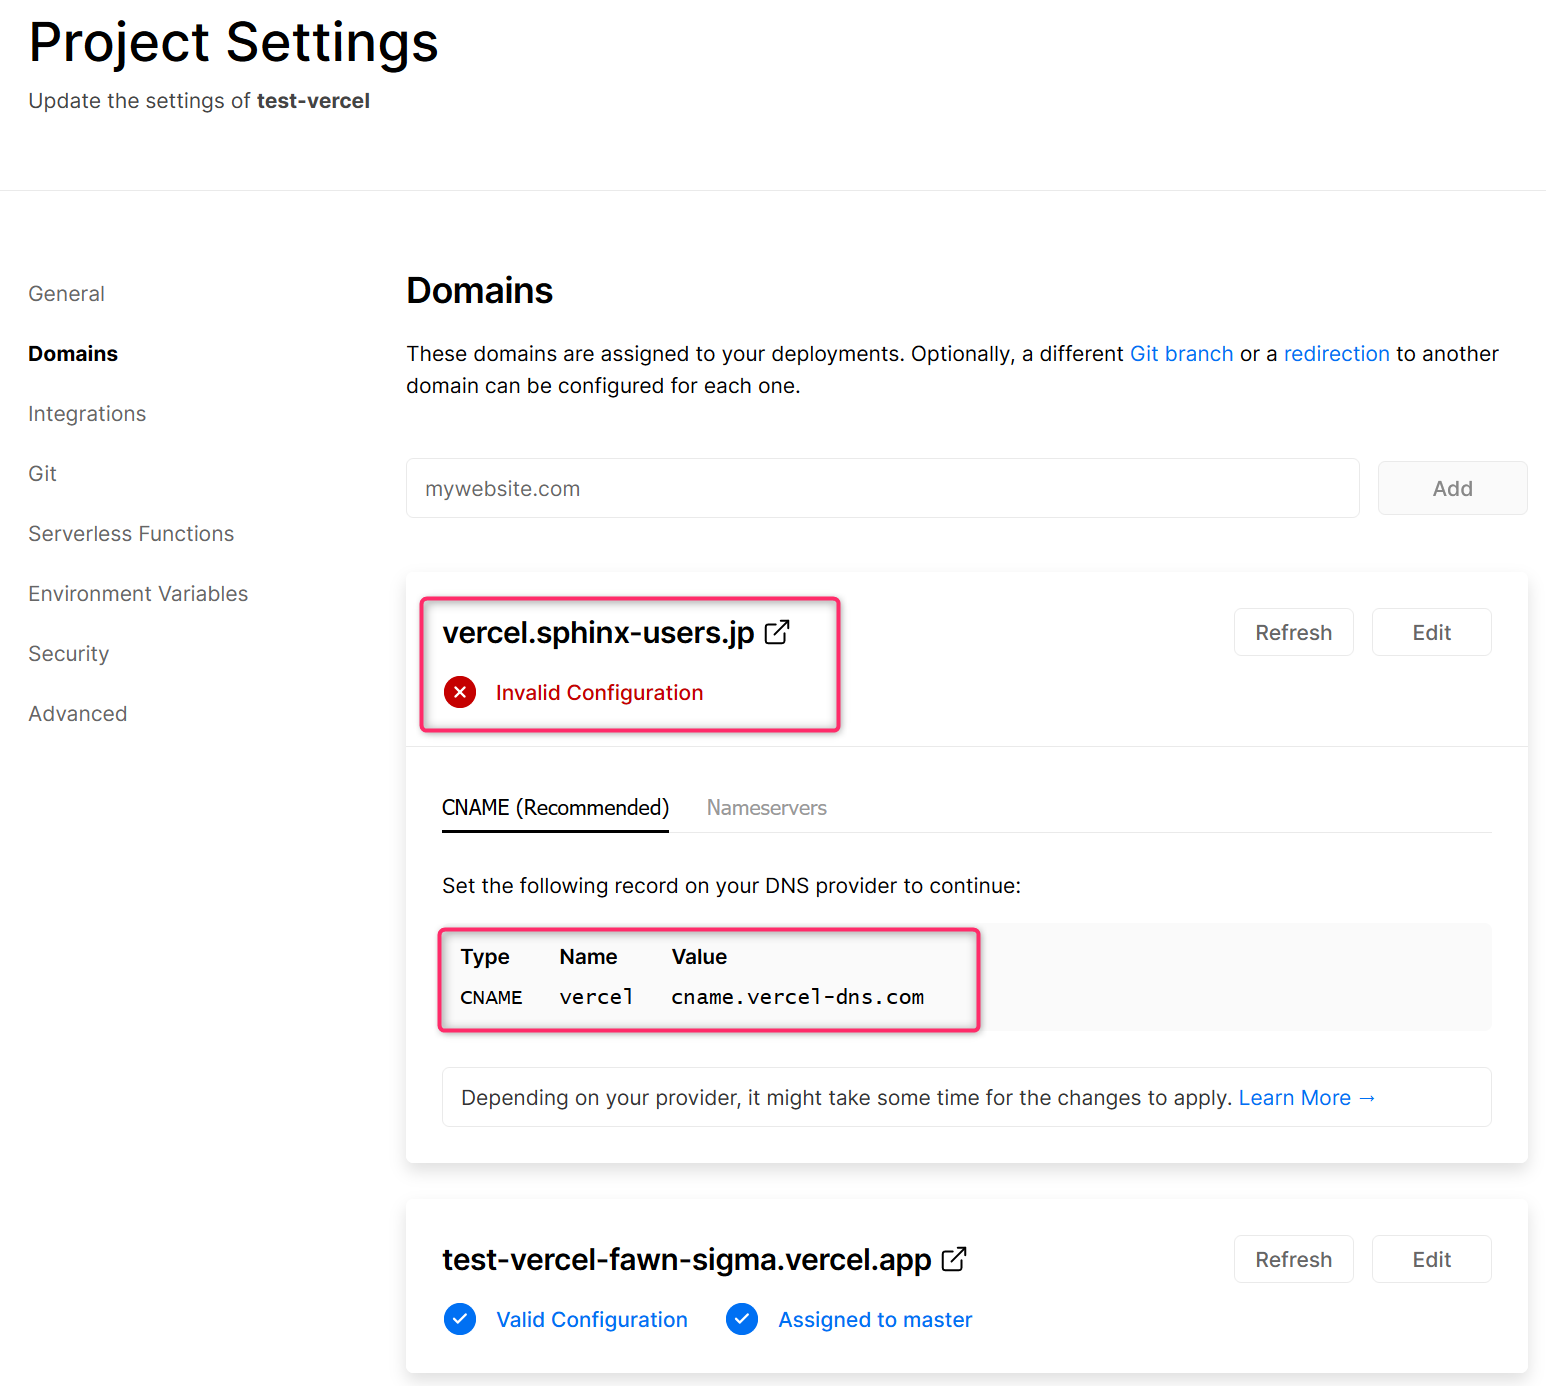 Project Settings
Update the settings of test-vercel
General
Domains
Integrations
Git
Serverless Functions
Environment Variables
Security
Advanced
Domains
These domains are assigned to your deployments. Optionally, a different Git branch or a redirection to another
domain can be configured for each one.
mywebsite.com
Add
vercel.sphinx-users.jp
Refresh
Edit
Invalid Configuration
CNAME (Recommended)
Nameservers
Set the following record on your DNS provider to continue:
Type Name Value
CNAME vercel cname.vercel-dns.com
Depending on your provider, it might take some time for the changes to apply. Learn More →
test-vercel-fawn-sigma.vercel.app
Refresh
Edit
Valid Configuration
Assigned to master